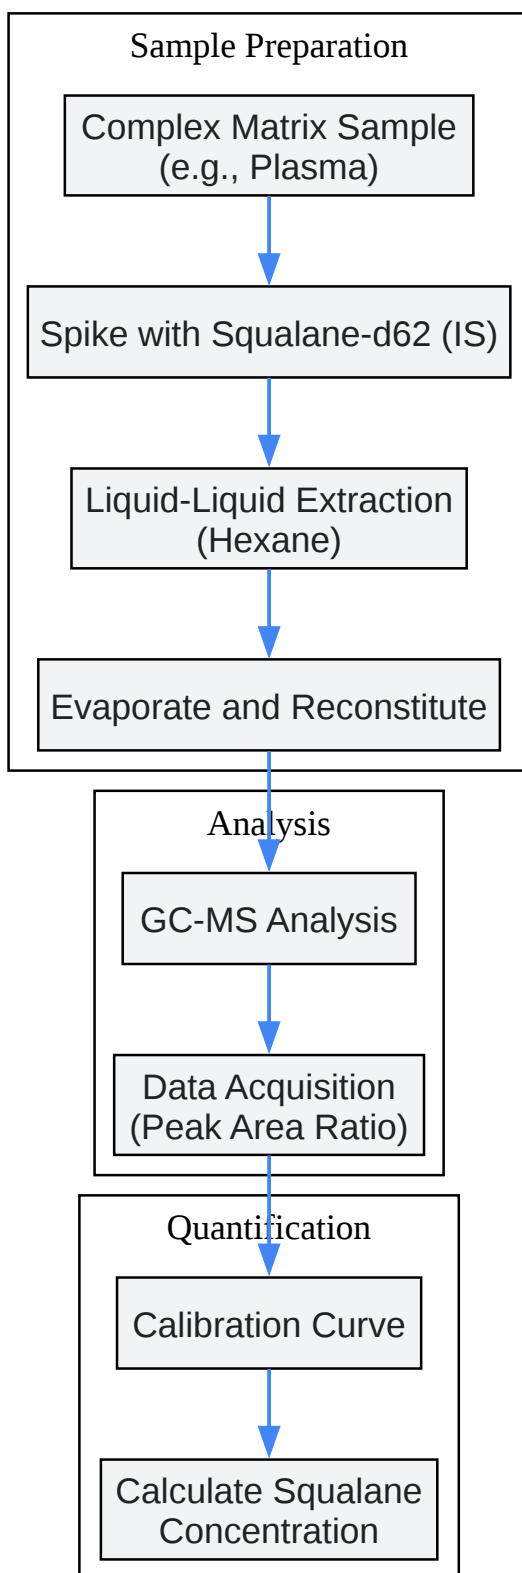 Sample Preparation
Complex Matrix Sample
(e.g., Plasma)
Spike with Squalane-d62 (IS)
Liquid-Liquid Extraction
(Hexane)
Evaporate and Reconstitute
Analysis
GC-MS Analysis
Data Acquisition
(Peak Area Ratio)
Quantification
Calibration Curve
Calculate Squalane
Concentration